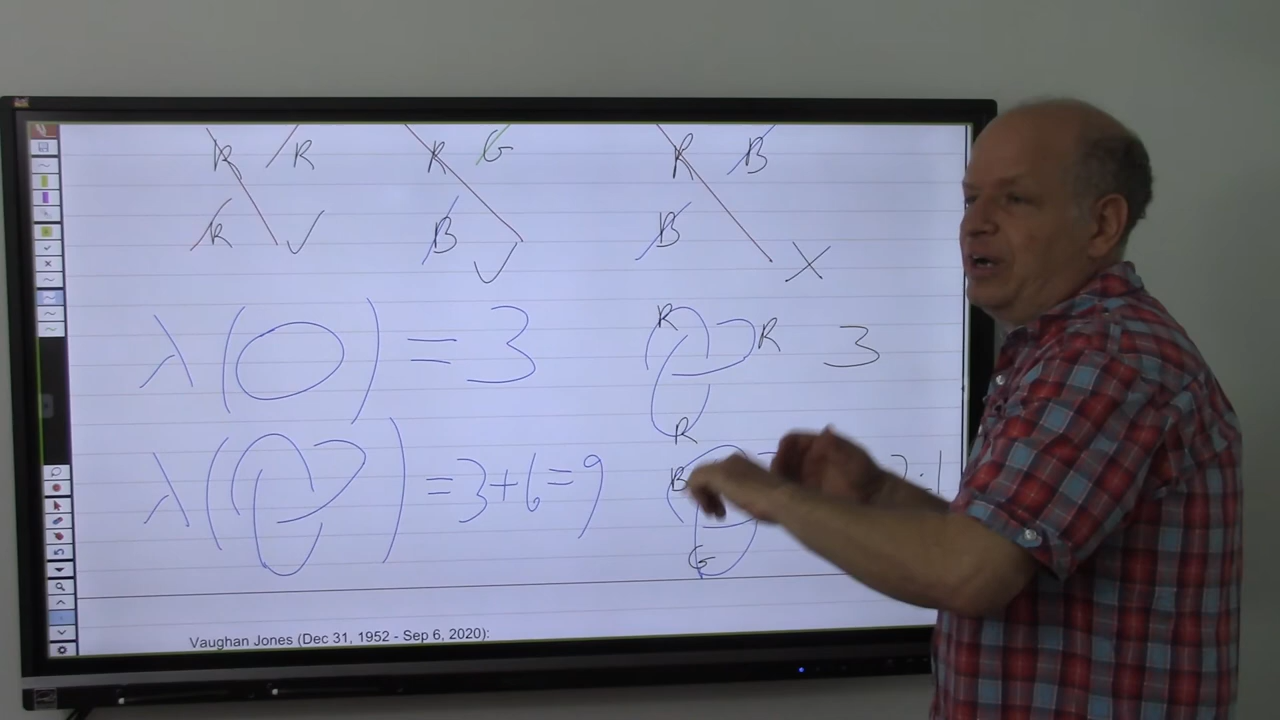 R R R G R B
R ✓ B ✓ B X
λ(O) = 3 R R 3
R
λ( ) = 3+6=9 B
G
Vaughan Jones (Dec 31, 1952 - Sep 6, 2020):